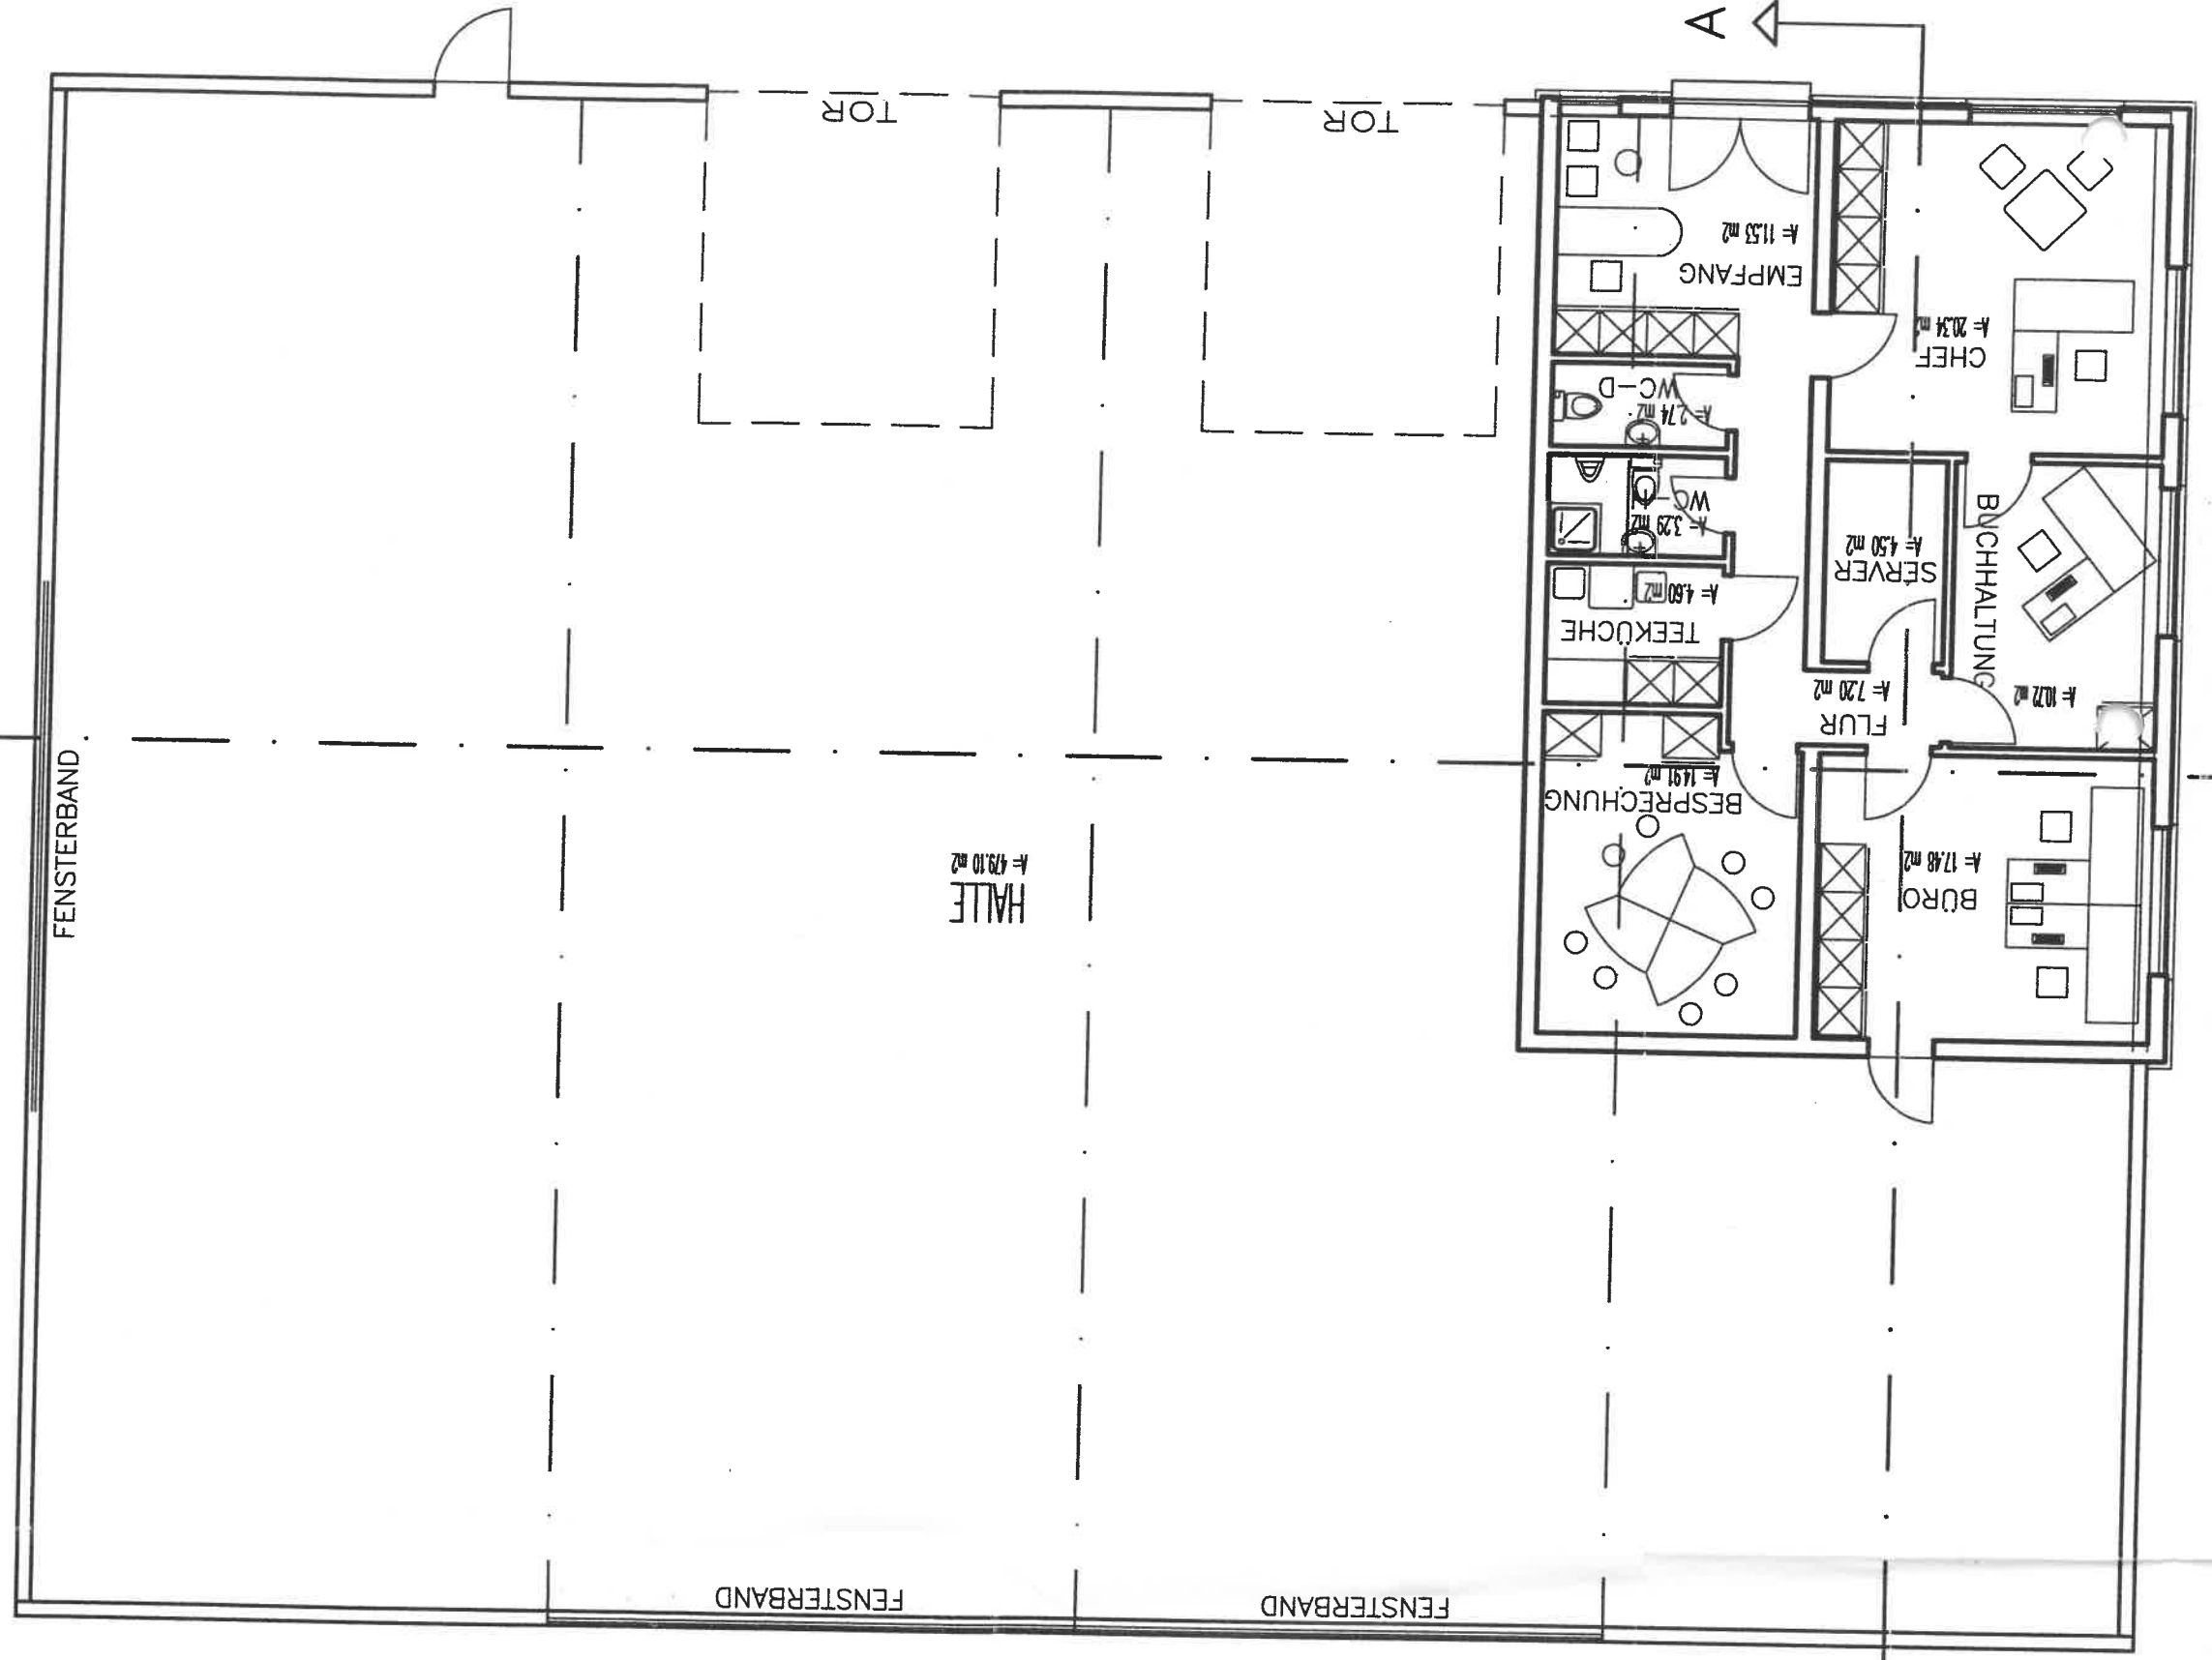 A
TOR
TOR
A= 11.53 m2
EMPFANG
A= 20.34 m2
CHEF
WC-D
A= 2.74 m2
WC-
A= 3.29 m2
A= 4.50 m2
SERVER
BUCHHALTUNG
A= 10.72 m2
A= 4.60 m2
TEEKÜCHE
A= 7.20 m2
FLUR
A= 14.91 m2
BESPRECHUNG
A= 17.48 m2
BÜRO
FENSTERBAND
A= 479.10 m2
HALLE
FENSTERBAND
FENSTERBAND